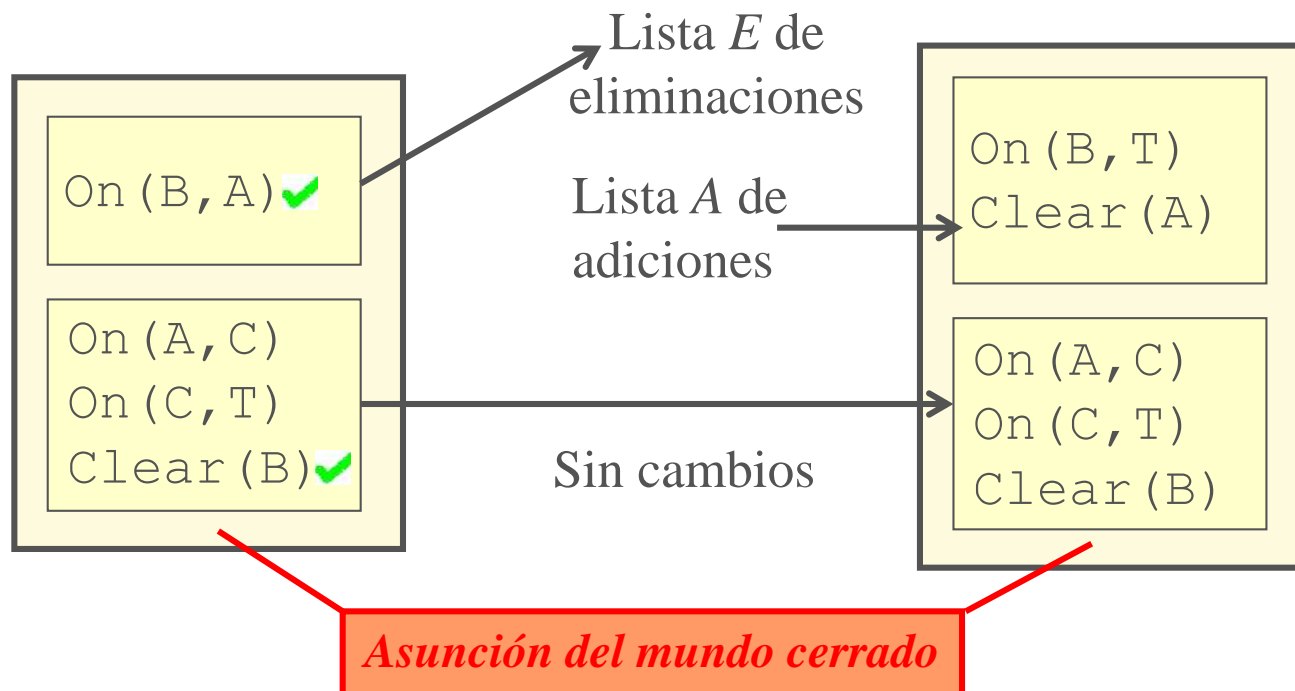 Lista E de
eliminaciones
On(B,A)
On(A,C)
On(C,T)
Clear(B)
Lista A de
adiciones
Sin cambios
On(B,T)
Clear(A)
On(A,C)
On(C,T)
Clear(B)
Asunción del mundo cerrado